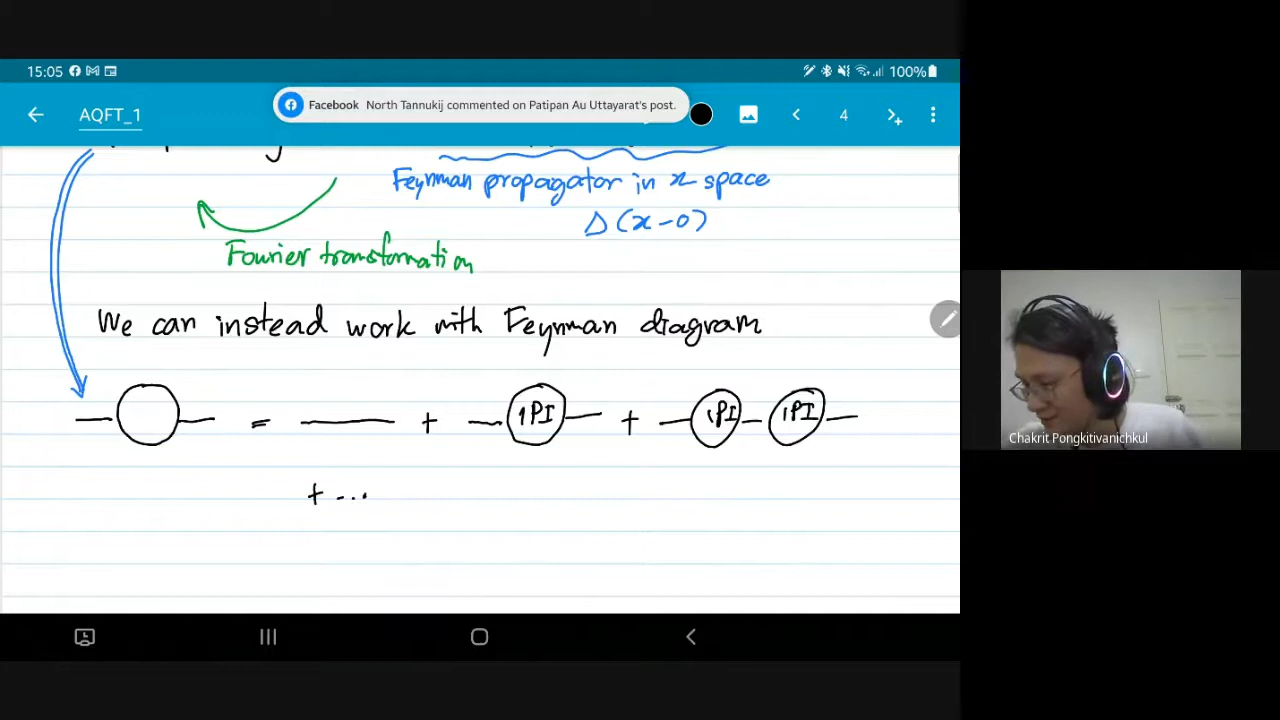 15:05
100%
Facebook North Tannukij commented on Patipan Au Uttayarat's post.
AQFT_1
4
Feynman propagator in x space
Δ(x-0)
Fourier transformation
We can instead work with Feynman diagram
= + 1PI + 1PI 1PI
+ ...
Chakrit Pongkitivanichkul